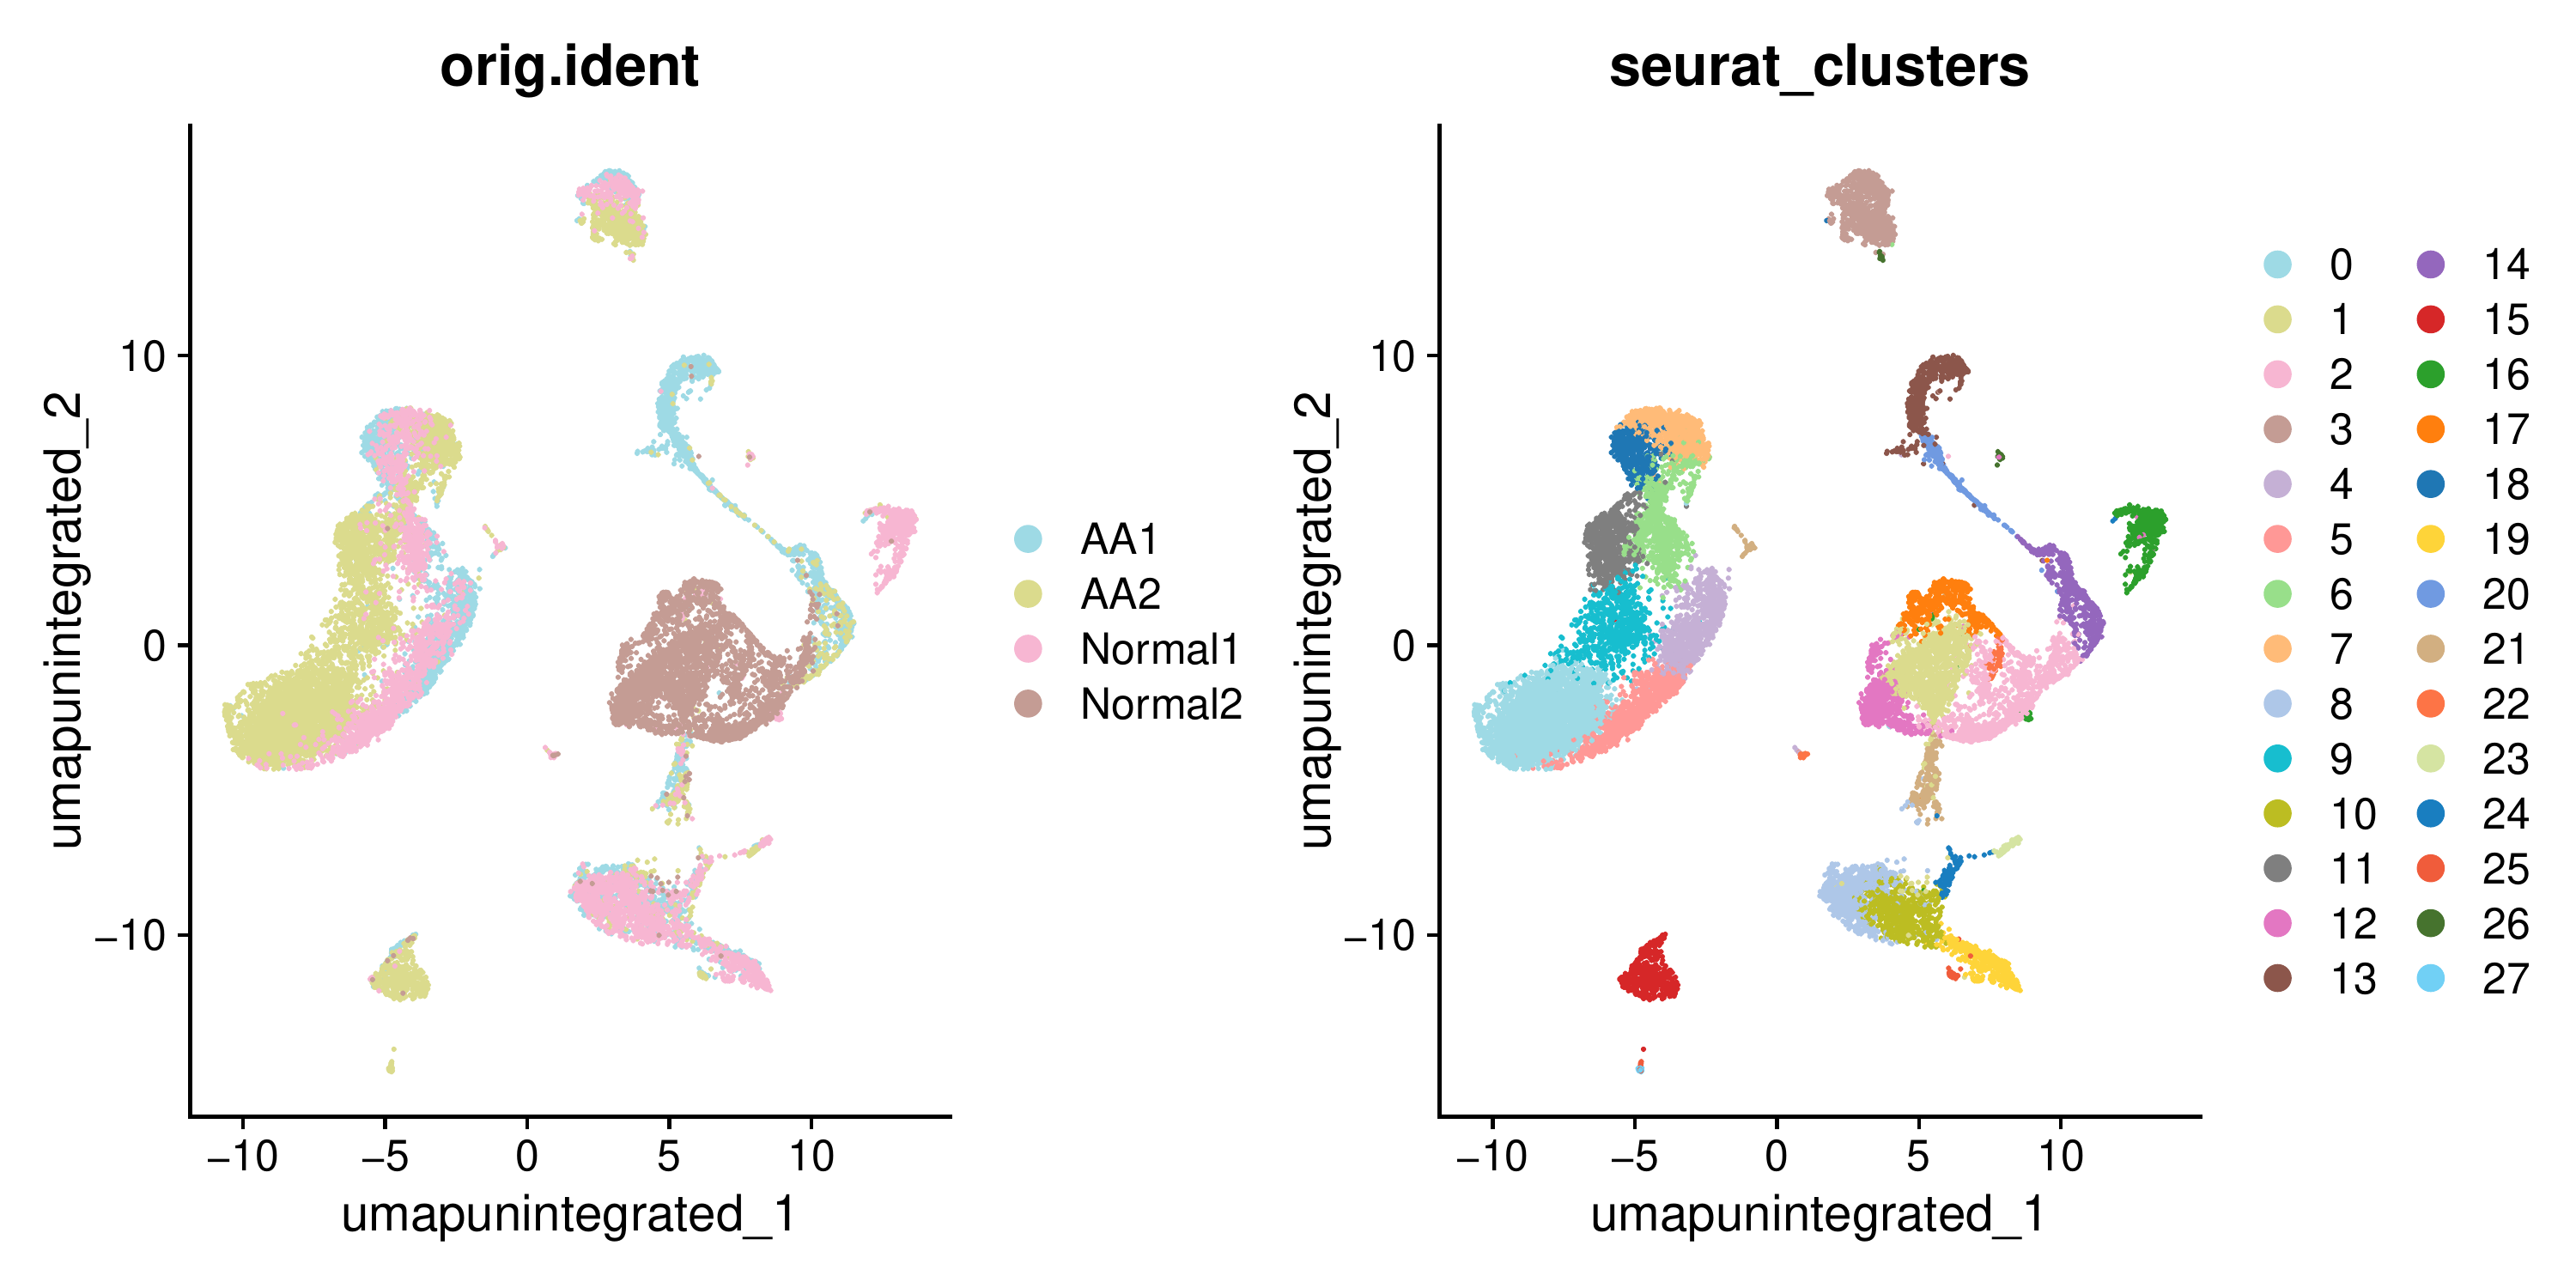 orig.ident
umapunintegrated_2
10
0
−10
−10 −5 0 5 10
umapunintegrated_1
AA1
AA2
Normal1
Normal2
seurat_clusters
umapunintegrated_2
10
0
−10
−10 −5 0 5 10
umapunintegrated_1
0 14
1 15
2 16
3 17
4 18
5 19
6 20
7 21
8 22
9 23
10 24
11 25
12 26
13 27